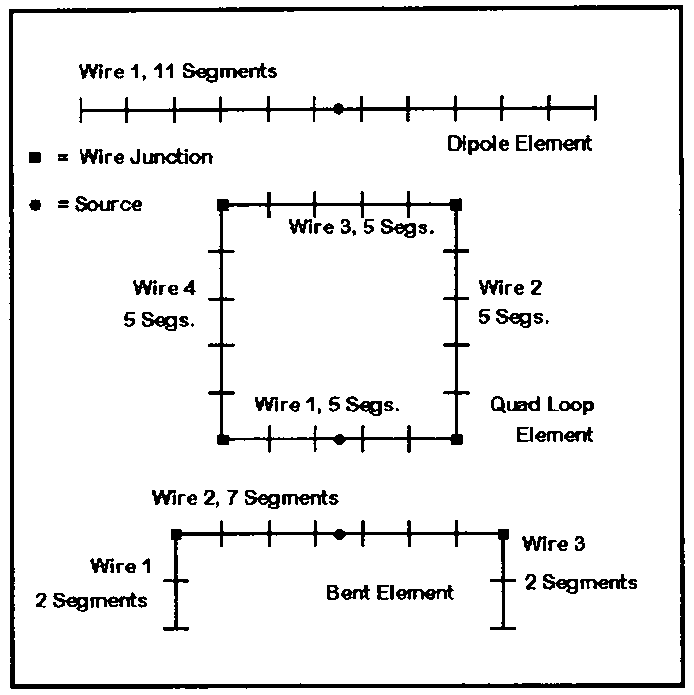 Wire 1, 11 Segments
Dipole Element
= Wire Junction
= Source
Wire 3, 5 Segs.
Wire 4
5 Segs.
Wire 2
5 Segs.
Wire 1, 5 Segs.
Quad Loop
Element
Wire 2, 7 Segments
Wire 1
2 Segments
Wire 3
2 Segments
Bent Element